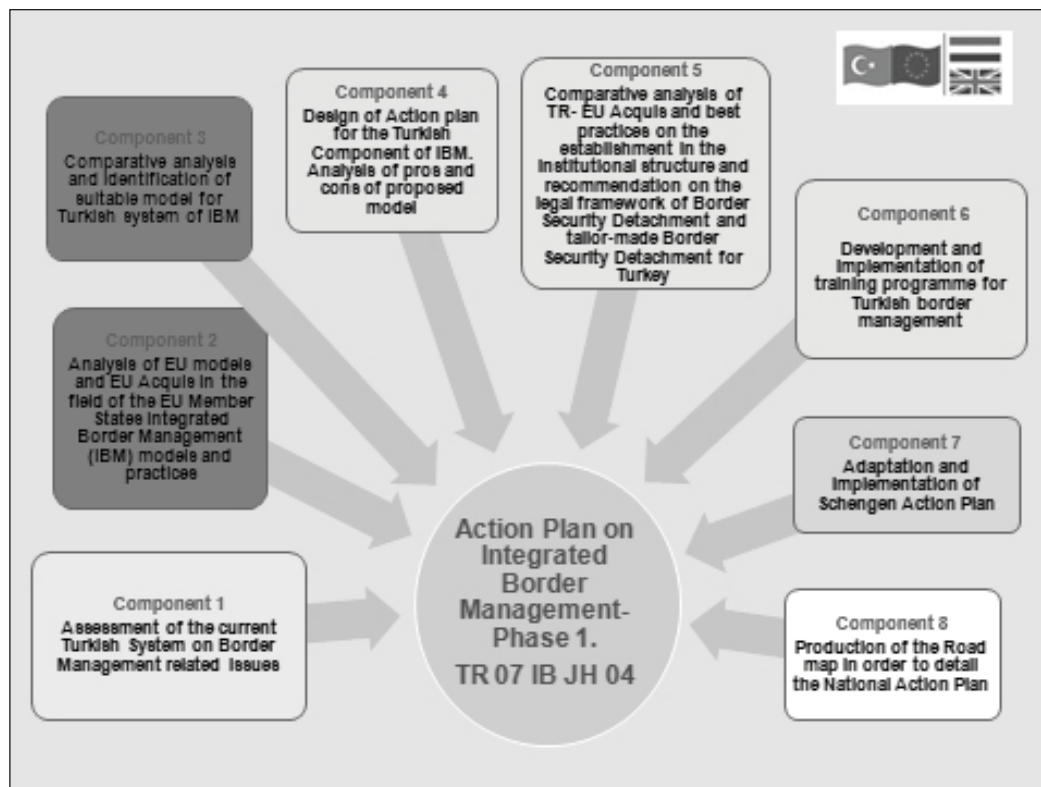 Component 1
Assessment of the current
Turkish System on Border
Management related issues
Component 2
Analysis of EU models
and EU Acquis in the
field of the EU Member
States Integrated
Border Management
(IBM) models and
practices
Component 3
Comparative analysis
and identification of
suitable model for
Turkish system of IBM
Component 4
Design of Action plan
for the Turkish
Component of IBM.
Analysis of pros and
cons of proposed
model
Component 5
Comparative analysis of
TR- EU Acquis and best
practices on the
establishment in the
institutional structure and
recommendation on the
legal framework of Border
Security Detachment and
tailor-made Border
Security Detachment for
Turkey
Component 6
Development and
implementation of
training programme for
Turkish border
management
Component 7
Adaptation and
implementation of
Schengen Action Plan
Component 8
Production of the Road
map in order to detail
the National Action Plan
Action Plan on
Integrated
Border
Management-
Phase 1.
TR 07 IB JH 04